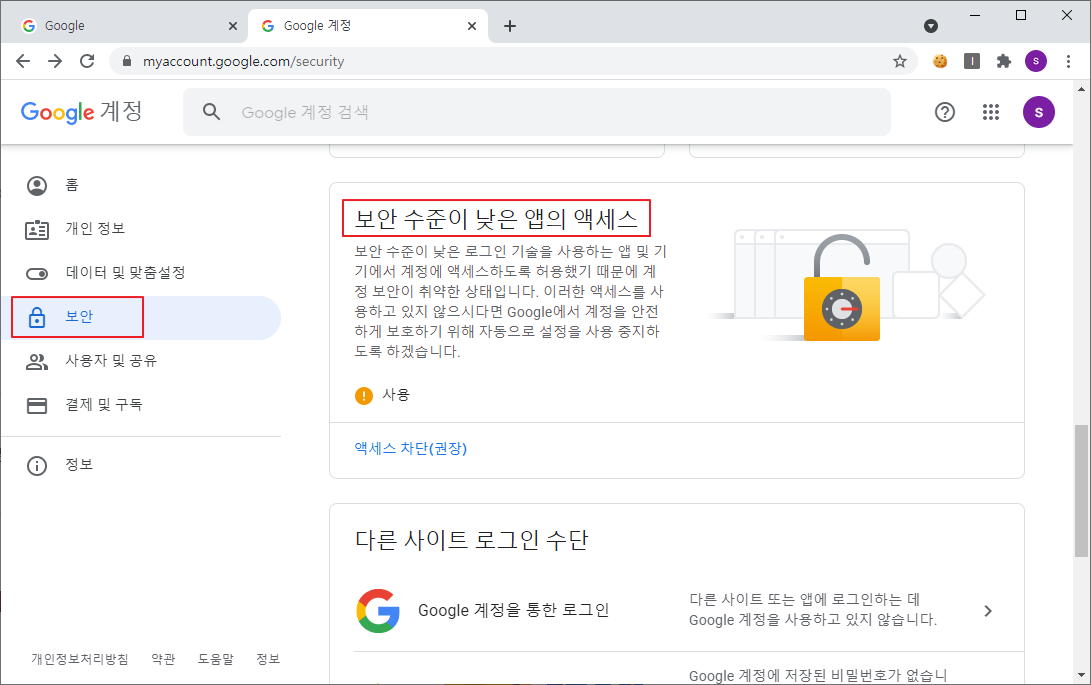 Google
Google 계정
myaccount.google.com/security
I
s
Google 계정
Google 계정 검색
s
홈
개인 정보
데이터 및 맞춤설정
보안
사용자 및 공유
결제 및 구독
정보
보안 수준이 낮은 앱의 액세스
보안 수준이 낮은 로그인 기술을 사용하는 앱 및 기
기에서 계정에 액세스하도록 허용했기 때문에 계
정 보안이 취약한 상태입니다. 이러한 액세스를 사
용하고 있지 않으시다면 Google에서 계정을 안전
하게 보호하기 위해 자동으로 설정을 사용 중지하
도록 하겠습니다.
사용
액세스 차단(권장)
다른 사이트 로그인 수단
Google 계정을 통한 로그인
다른 사이트 또는 앱에 로그인하는 데
Google 계정을 사용하고 있지 않습니다.
Google 계정에 저장된 비밀번호가 없습니
개인정보처리방침 약관 도움말 정보